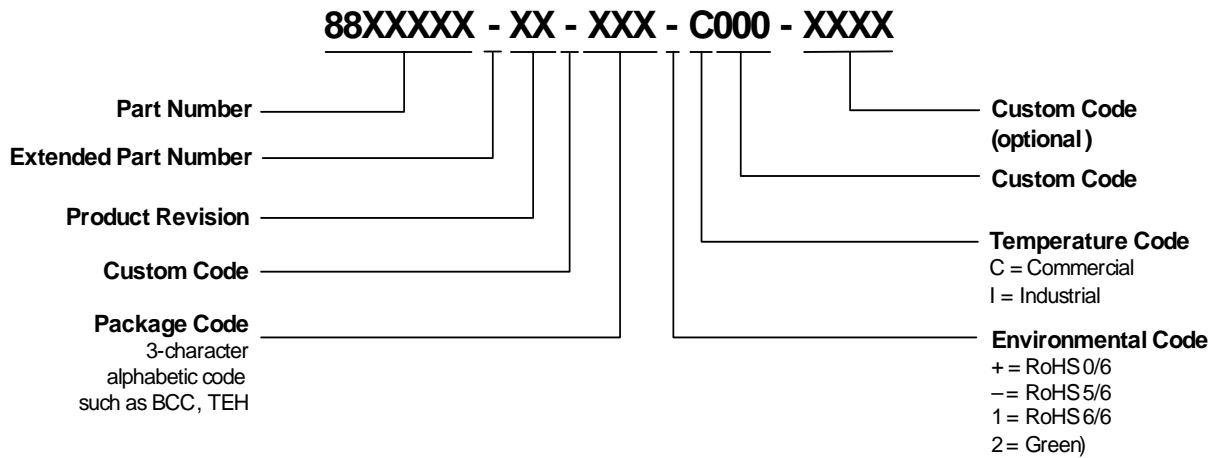 88XXXXX - XX - XXX - C000 - XXXX
Part Number
Extended Part Number
Product Revision
Custom Code
Package Code
3-character
alphabetic code
such as BCC, TEH
Custom Code
(optional)
Custom Code
Temperature Code
C = Commercial
I = Industrial
Environmental Code
+ = RoHS 0/6
– = RoHS 5/6
1 = RoHS 6/6
2 = Green)